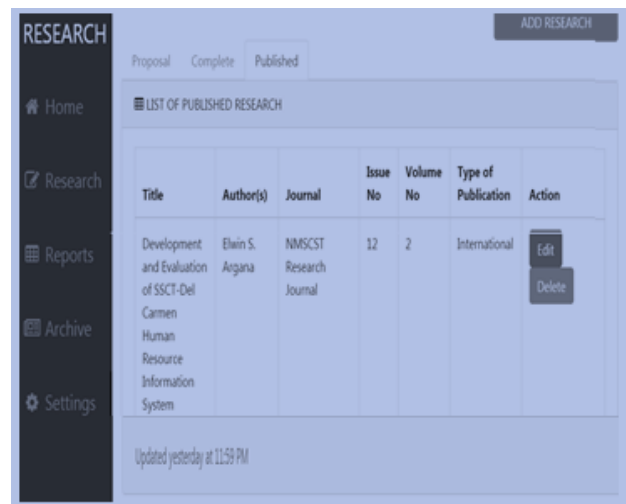 RESEARCH
ADD RESEARCH
Proposal Complete Published
Home
LIST OF PUBLISHED RESEARCH
Research
Title Author(s) Journal Issue No Volume No Type of Publication Action
Reports
Development and Evaluation of SSCT-Del Carmen Human Resource Information System
Elwin S. Argana
NMSCST Research Journal
12
2
International
Edit
Delete
Archive
Settings
Updated yesterday at 11:59 PM